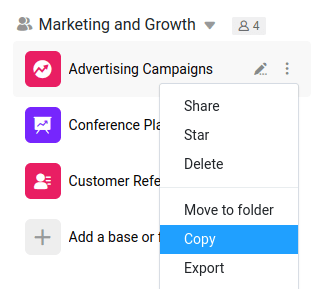 Marketing and Growth 4
Advertising Campaigns
Share
Conference Pla
Star
Delete
Customer Refe
Move to folder
Add a base or
Copy
Export